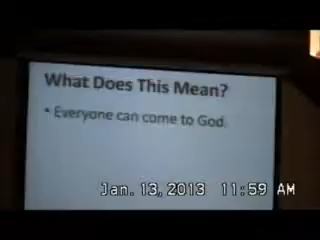 What Does This Mean?
• Everyone can come to God.
Jan. 13, 2013 11:59 AM